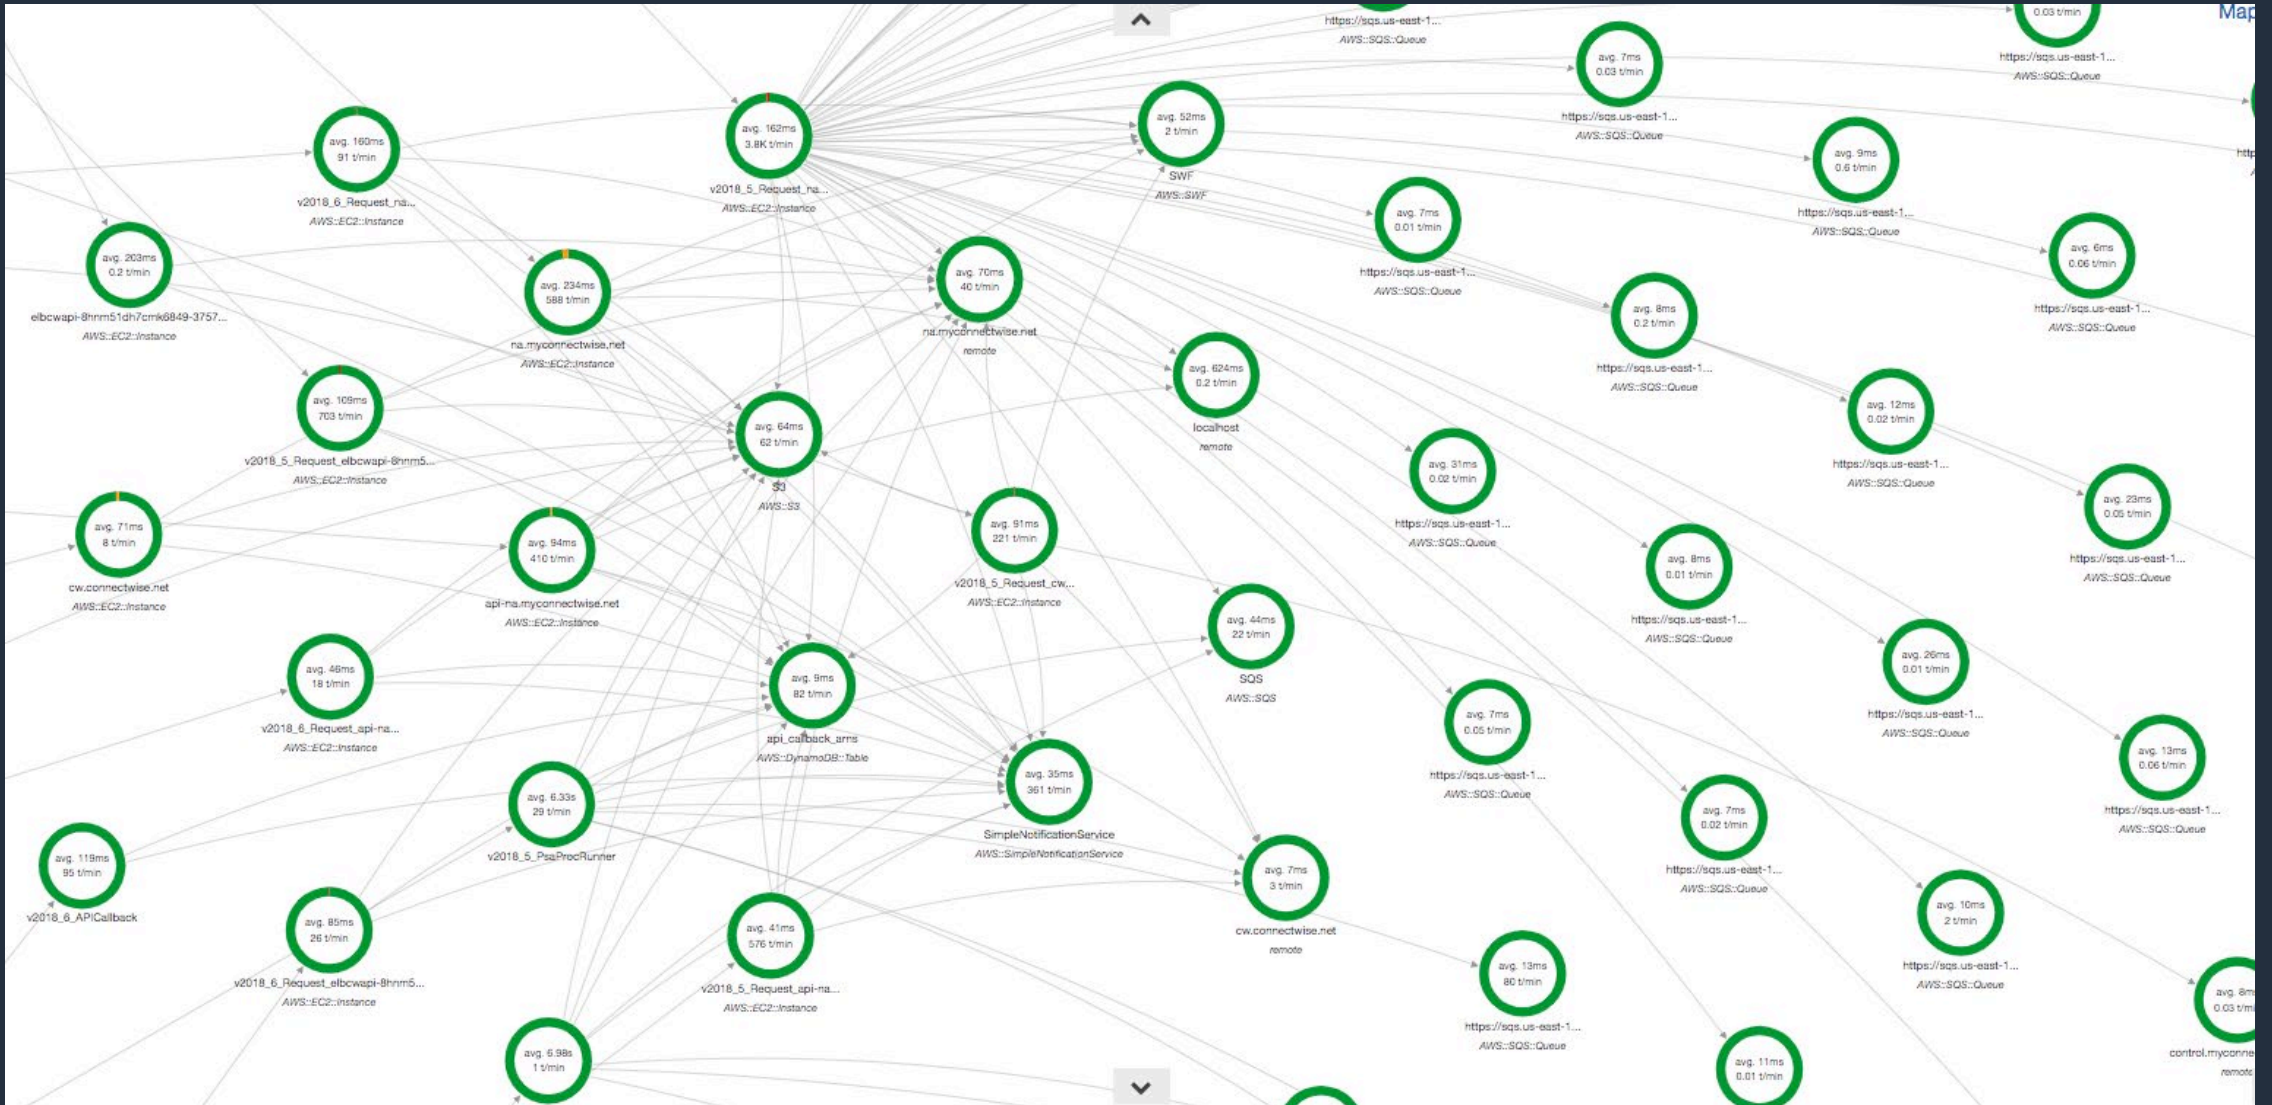 https://sqs.us-east-1...
AWS::SQS::Queue
0.03 t/min
https://sqs.us-east-1...
AWS::SQS::Queue
Map
avg. 7ms
0.03 t/min
https://sqs.us-east-1...
AWS::SQS::Queue
avg. 160ms
91 t/min
v2018_6_Request_na...
AWS::EC2::Instance
avg. 162ms
3.8K t/min
v2018_5_Request_na...
AWS::EC2::Instance
avg. 52ms
2 t/min
SWF
AWS::SWF
avg. 9ms
0.6 t/min
https://sqs.us-east-1...
AWS::SQS::Queue
http
avg. 7ms
0.01 t/min
https://sqs.us-east-1...
AWS::SQS::Queue
avg. 6ms
0.06 t/min
https://sqs.us-east-1...
AWS::SQS::Queue
avg. 203ms
0.2 t/min
elbcwapi-8hnm51dh7cmk6849-3757...
AWS::EC2::Instance
avg. 234ms
588 t/min
na.myconnectwise.net
AWS::EC2::Instance
avg. 70ms
40 t/min
na.myconnectwise.net
remote
avg. 8ms
0.2 t/min
https://sqs.us-east-1...
AWS::SQS::Queue
avg. 109ms
703 t/min
v2018_5_Request_elbcwapi-8hnm5...
AWS::EC2::Instance
avg. 64ms
62 t/min
S3
AWS::S3
avg. 624ms
0.2 t/min
localhost
remote
avg. 12ms
0.02 t/min
https://sqs.us-east-1...
AWS::SQS::Queue
avg. 31ms
0.02 t/min
https://sqs.us-east-1...
AWS::SQS::Queue
avg. 23ms
0.05 t/min
https://sqs.us-east-1...
AWS::SQS::Queue
avg. 71ms
8 t/min
cw.connectwise.net
AWS::EC2::Instance
avg. 94ms
410 t/min
api-na.myconnectwise.net
AWS::EC2::Instance
avg. 91ms
221 t/min
v2018_5_Request_cw...
AWS::EC2::Instance
avg. 8ms
0.01 t/min
https://sqs.us-east-1...
AWS::SQS::Queue
avg. 46ms
18 t/min
v2018_6_Request_api-na...
AWS::EC2::Instance
avg. 9ms
82 t/min
api_callback_arns
AWS::DynamoDB::Table
avg. 44ms
22 t/min
SQS
AWS::SQS
avg. 26ms
0.01 t/min
https://sqs.us-east-1...
AWS::SQS::Queue
avg. 7ms
0.05 t/min
https://sqs.us-east-1...
AWS::SQS::Queue
avg. 13ms
0.06 t/min
https://sqs.us-east-1...
AWS::SQS::Queue
avg. 6.33s
29 t/min
v2018_5_PsaProcRunner
avg. 35ms
361 t/min
SimpleNotificationService
AWS::SimpleNotificationService
avg. 7ms
0.02 t/min
https://sqs.us-east-1...
AWS::SQS::Queue
avg. 119ms
95 t/min
v2018_6_APICallback
avg. 7ms
3 t/min
cw.connectwise.net
remote
avg. 85ms
26 t/min
v2018_6_Request_elbcwapi-8hnm5...
AWS::EC2::Instance
avg. 41ms
576 t/min
v2018_5_Request_api-na...
AWS::EC2::Instance
avg. 10ms
2 t/min
https://sqs.us-east-1...
AWS::SQS::Queue
avg. 13ms
80 t/min
https://sqs.us-east-1...
AWS::SQS::Queue
avg. 8m
0.03 t/mi
control.myconne
remote
avg. 6.98s
1 t/min
avg. 11ms
0.01 t/min